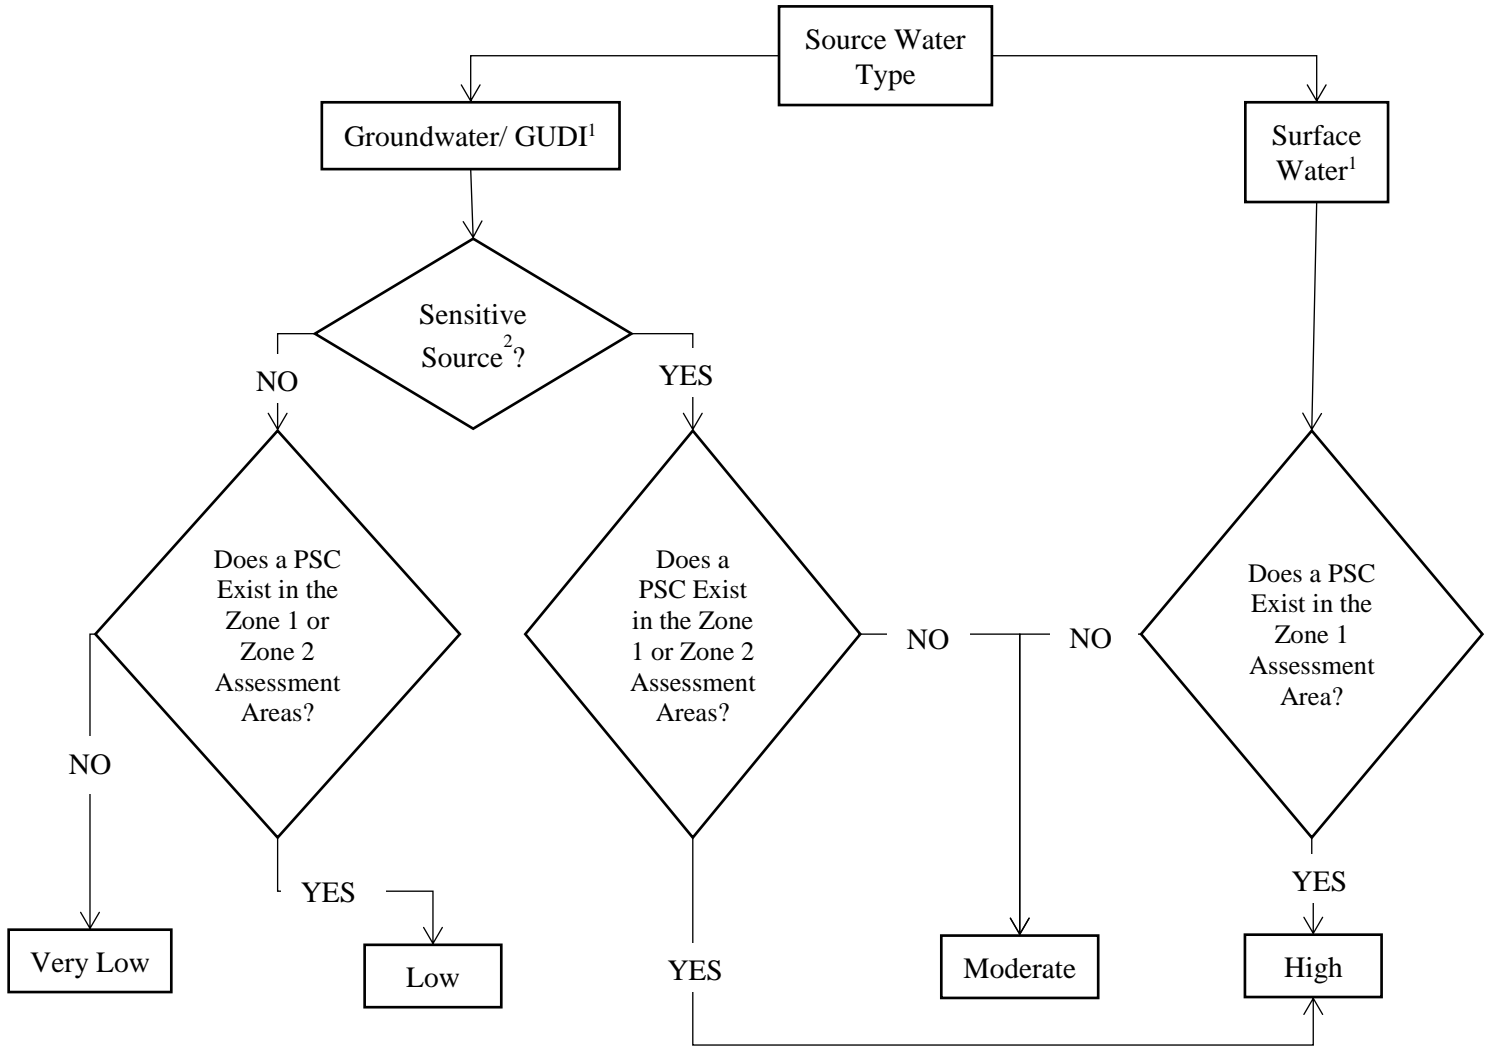 Source Water
Type
Groundwater/ GUDI¹
Surface
Water¹
Sensitive
Source²?
NO
YES
Does a PSC
Exist in the
Zone 1 or
Zone 2
Assessment
Areas?
Does a
PSC Exist
in the Zone
1 or Zone 2
Assessment
Areas?
Does a PSC
Exist in the
Zone 1
Assessment
Area?
NO
NO
NO
YES
YES
YES
Very Low
Low
Moderate
High